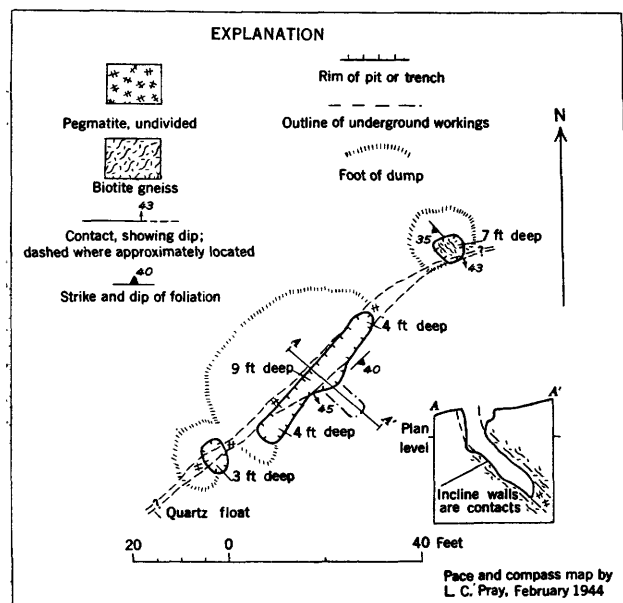 EXPLANATION
Pegmatite, undivided
Biotite gneiss
43
Contact, showing dip;
dashed where approximately located
40
Strike and dip of foliation
Rim of pit or trench
Outline of underground workings
Foot of dump
N
35
7 ft deep
?
43
4 ft deep
A
9 ft deep
40
45
A'
4 ft deep
3 ft deep
?
Quartz float
A
A'
Plan
level
Incline walls
are contacts
20 0 40 Feet
Pace and compass map by
L. C. Pray, February 1944